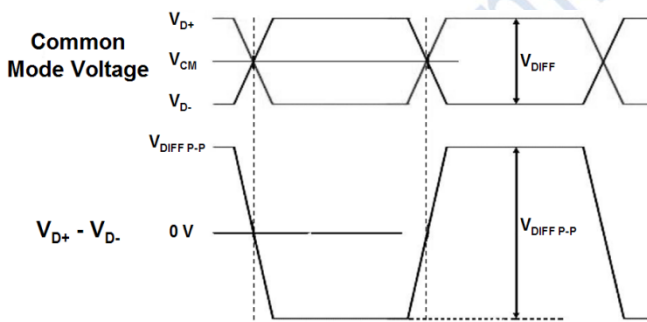 Common
Mode Voltage
VD+
VCM
VD-
VDIFF
VDIFF P-P
VD+ - VD-
0 V
VDIFF P-P